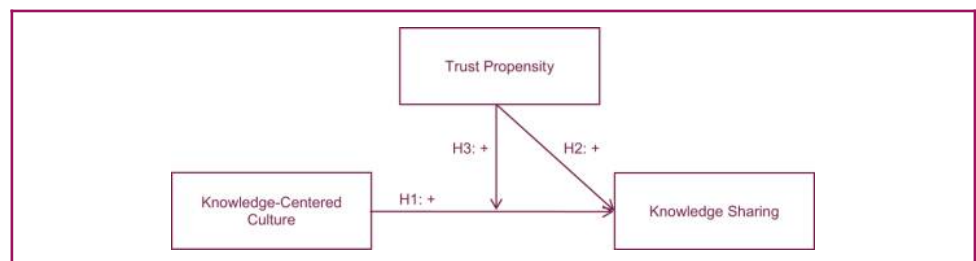 Trust Propensity
H3: +
H2: +
Knowledge-Centered
Culture
H1: +
Knowledge Sharing